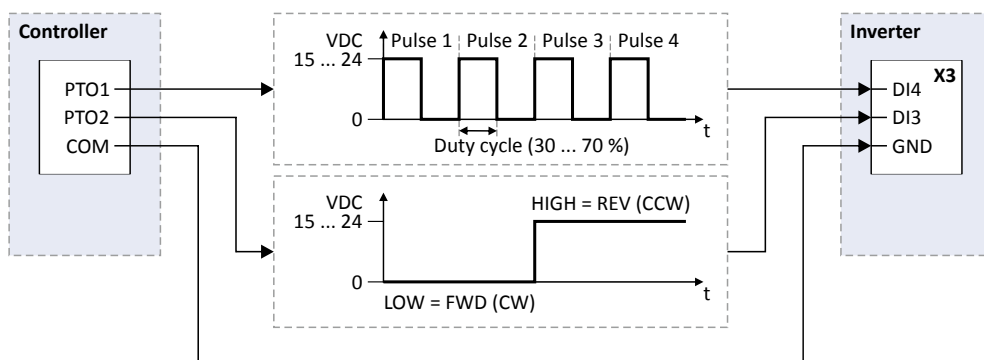 Controller
PTO1
PTO2
COM
VDC
Pulse 1 Pulse 2 Pulse 3 Pulse 4
15 ... 24
0
t
Duty cycle (30 ... 70 %)
VDC
HIGH = REV (CCW)
15 ... 24
0
t
LOW = FWD (CW)
Inverter
X3
DI4
DI3
GND